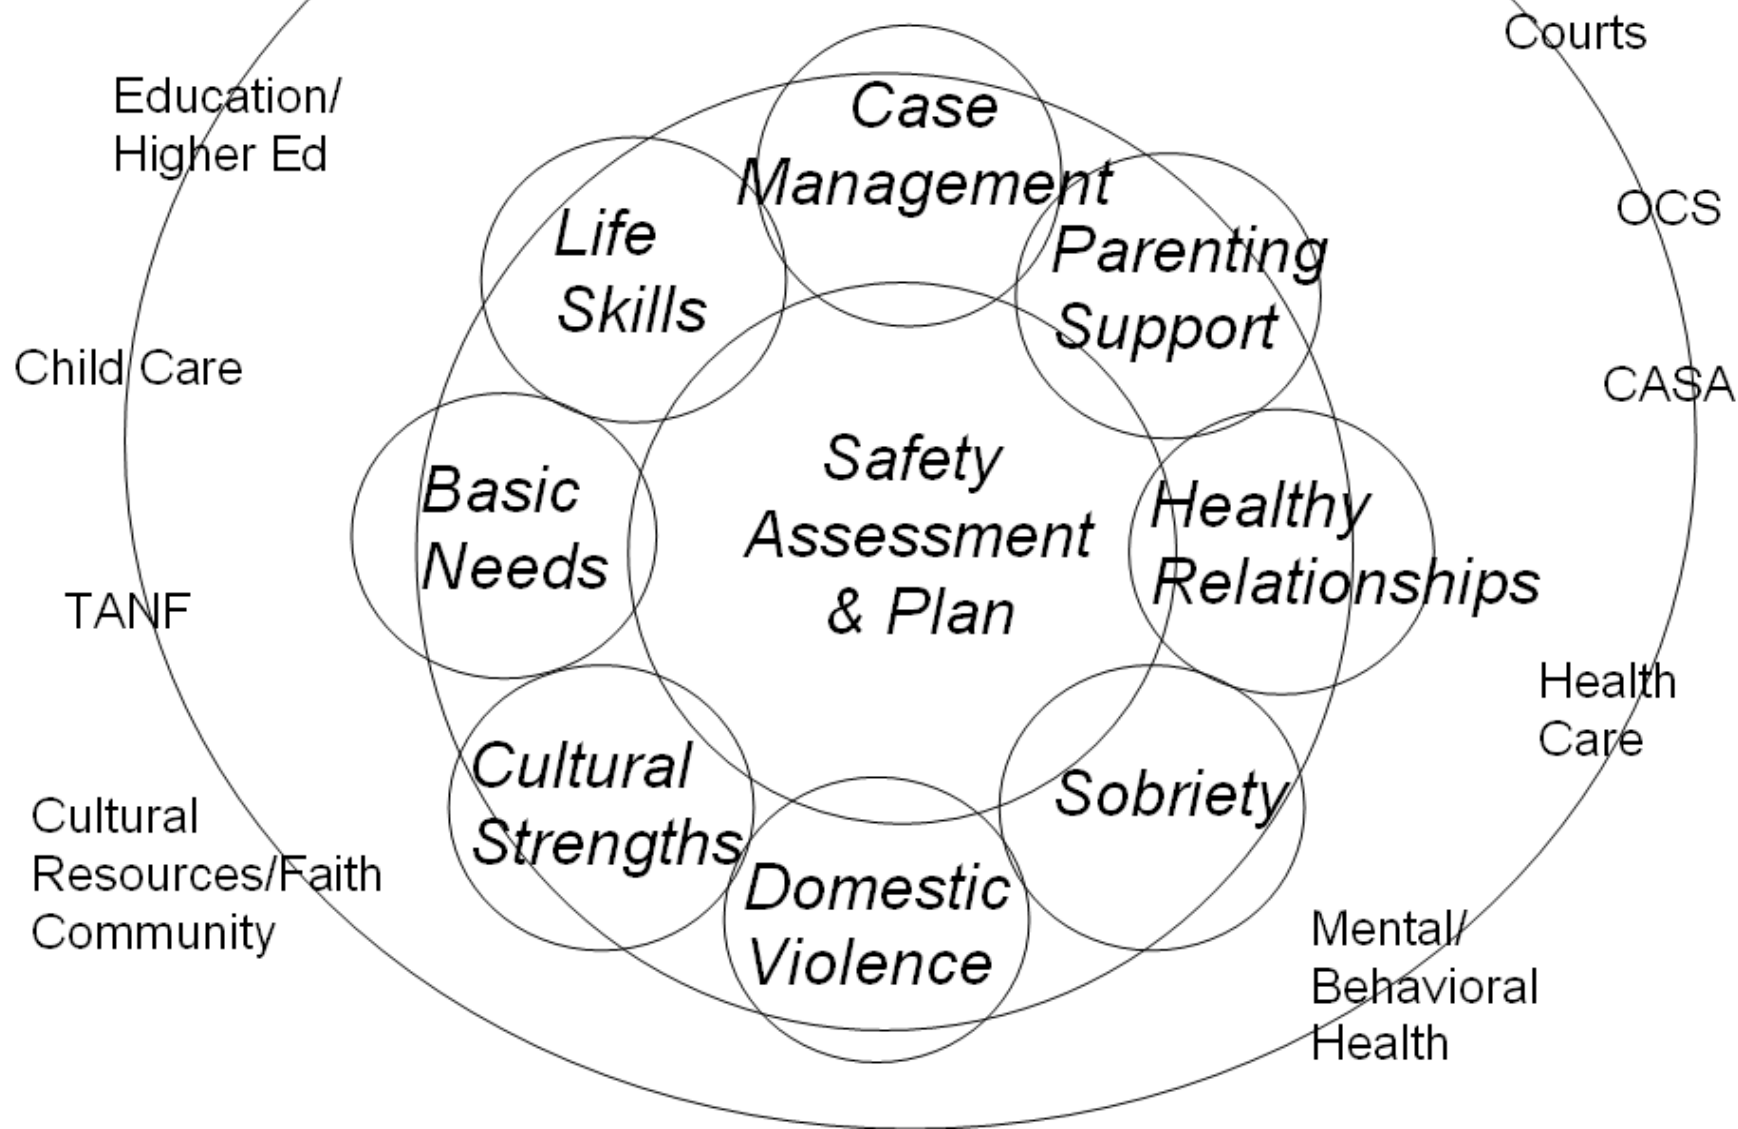 Courts
Education/
Higher Ed
Case
Management
Life
Skills
Parenting
Support
OCS
Child Care
CASA
Safety
Assessment
& Plan
Basic
Needs
Healthy
Relationships
TANF
Health
Care
Cultural
Strengths
Sobriety
Cultural
Resources/Faith
Community
Domestic
Violence
Mental/
Behavioral
Health